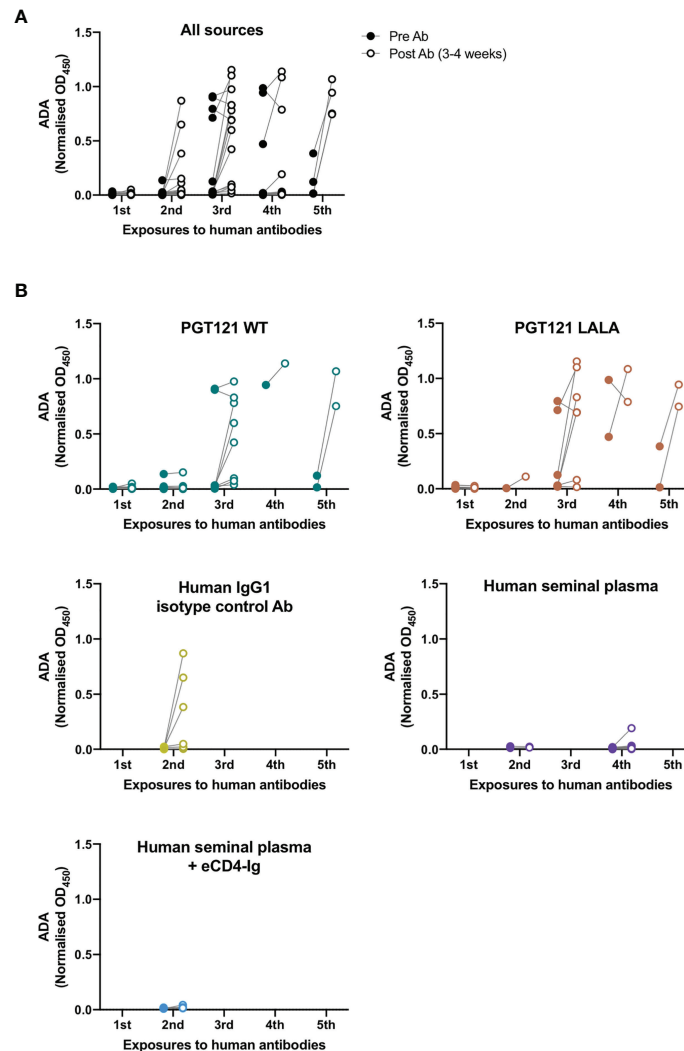 A
All sources
Pre Ab
Post Ab (3-4 weeks)
ADA
(Normalised OD450)
1.5
1.0
0.5
0.0
1st 2nd 3rd 4th 5th
Exposures to human antibodies
B
PGT121 WT
ADA
(Normalised OD450)
1.5
1.0
0.5
0.0
1st 2nd 3rd 4th 5th
Exposures to human antibodies
PGT121 LALA
ADA
(Normalised OD450)
1.5
1.0
0.5
0.0
1st 2nd 3rd 4th 5th
Exposures to human antibodies
Human IgG1
isotype control Ab
ADA
(Normalised OD450)
1.5
1.0
0.5
0.0
1st 2nd 3rd 4th 5th
Exposures to human antibodies
Human seminal plasma
ADA
(Normalised OD450)
1.5
1.0
0.5
0.0
1st 2nd 3rd 4th 5th
Exposures to human antibodies
Human seminal plasma
+ eCD4-Ig
ADA
(Normalised OD450)
1.5
1.0
0.5
0.0
1st 2nd 3rd 4th 5th
Exposures to human antibodies